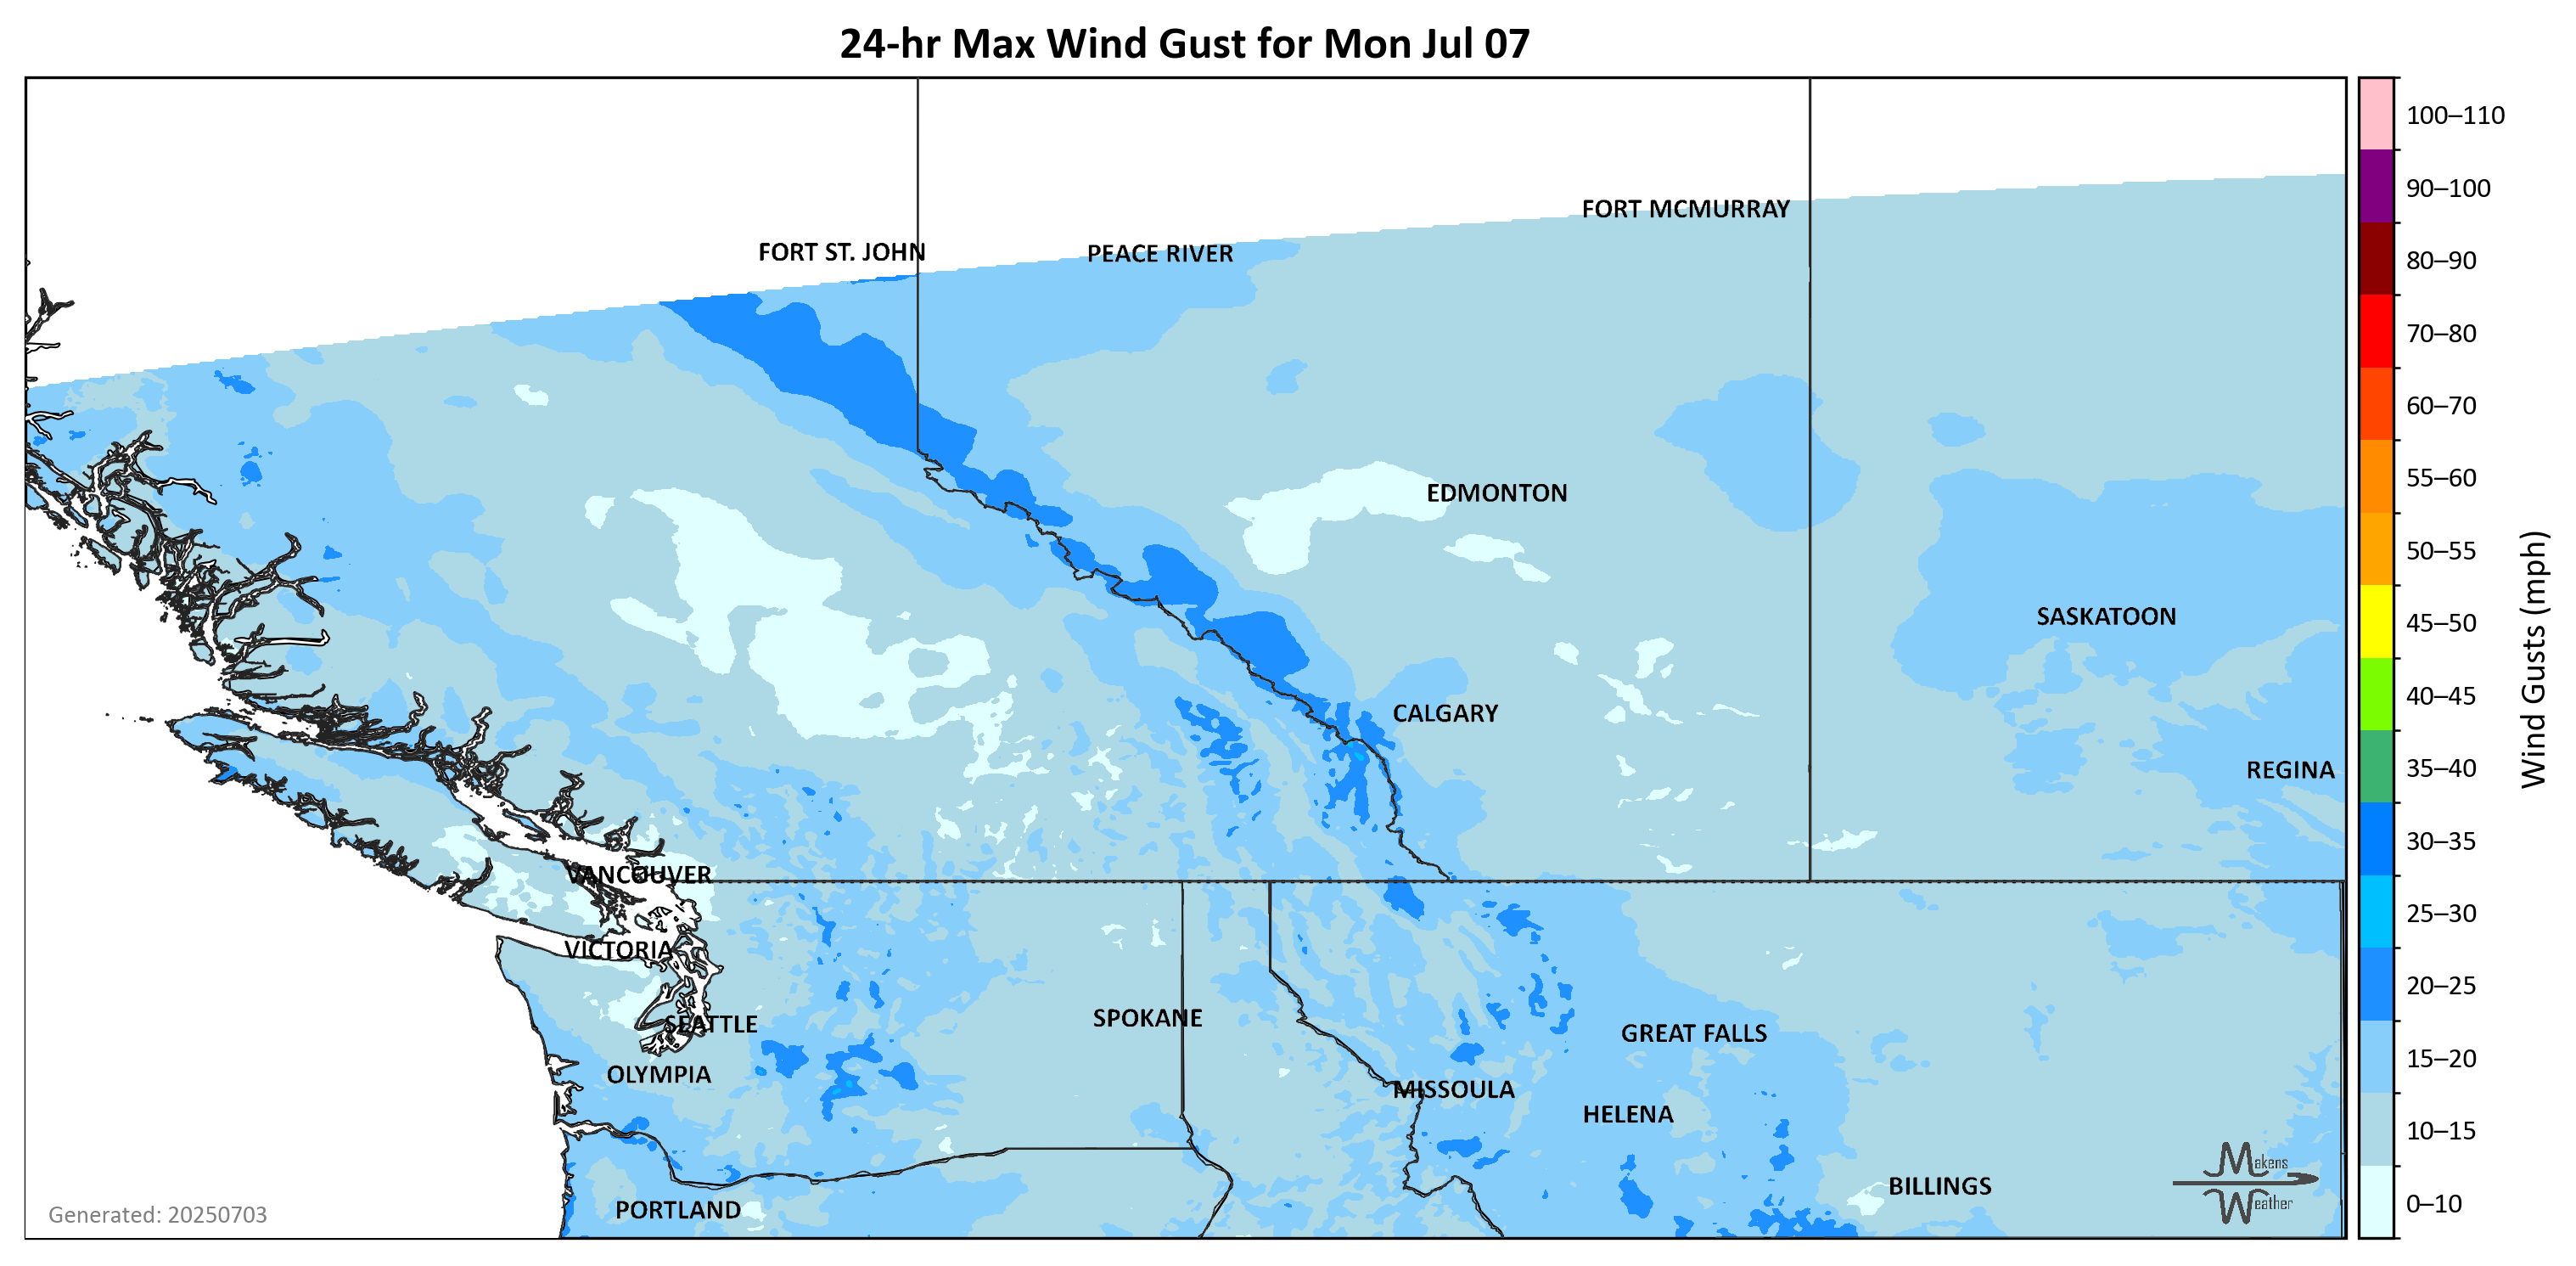 24-hr Max Wind Gust for Mon Jul 07
FORT MCMURRAY
FORT ST. JOHN
PEACE RIVER
EDMONTON
SASKATOON
CALGARY
REGINA
VANCOUVER
VICTORIA
SPOKANE
SEATTLE
GREAT FALLS
OLYMPIA
MISSOULA
HELENA
BILLINGS
PORTLAND
Makens
Weather
Generated: 20250703
100–110
90–100
80–90
70–80
60–70
55–60
50–55
45–50
40–45
35–40
30–35
25–30
20–25
15–20
10–15
0–10
Wind Gusts (mph)